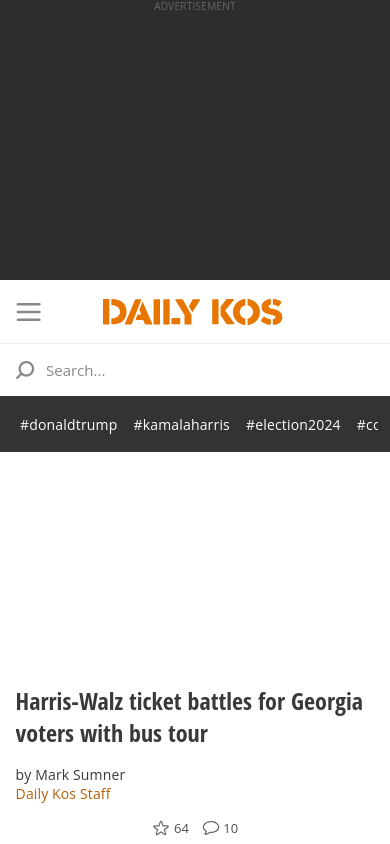 ADVERTISEMENT
DAILY KOS
Search...
#donaldtrump #kamalaharris #election2024
Harris-Walz ticket battles for Georgia
voters with bus tour
by Mark Sumner
Daily Kos Staff
64 10